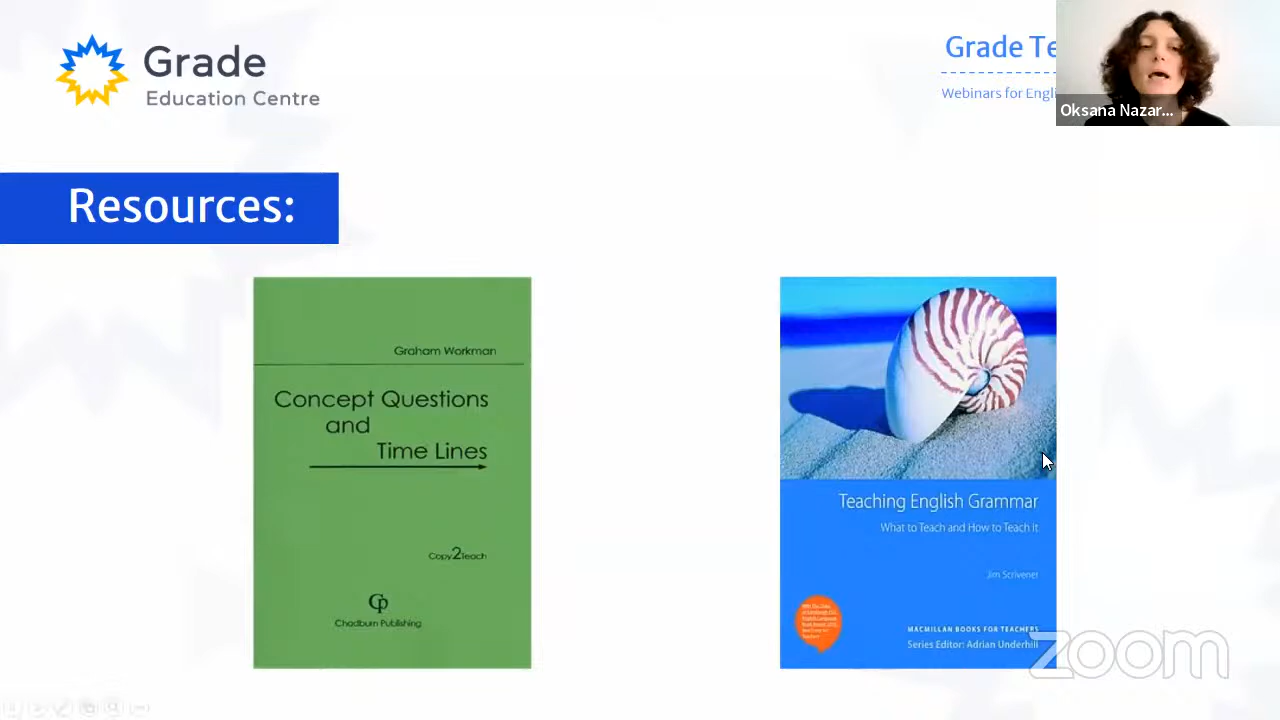 Grade
Education Centre
Grade Te
Webinars for Engli
Oksana Nazar...
Resources:
Graham Workman
Concept Questions
and
Time Lines
Copy2Teach
Cp
Chadburn Publishing
Teaching English Grammar
What to Teach and How to Teach it
Jim Scrivener
MACMILLAN BOOKS FOR TEACHERS
Series Editor: Adrian Underhill
zoom